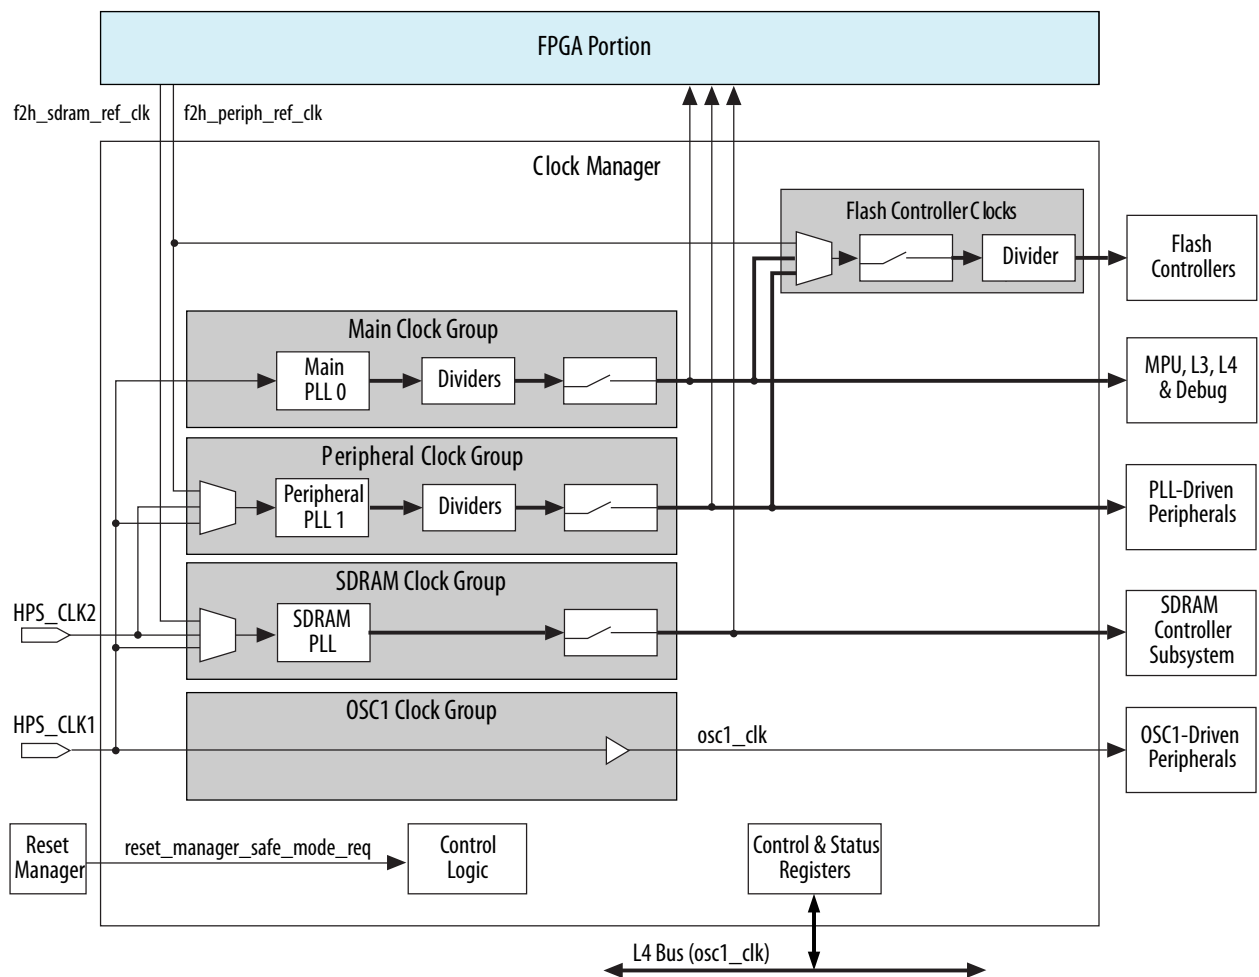 FPGA Portion
f2h_sdram_ref_clk
f2h_periph_ref_clk
Clock Manager
Flash Controller Clocks
Divider
Flash
Controllers
Main Clock Group
Main
PLL 0
Dividers
MPU, L3, L4
& Debug
Peripheral Clock Group
Peripheral
PLL 1
Dividers
PLL-Driven
Peripherals
SDRAM Clock Group
HPS_CLK2
SDRAM
PLL
SDRAM
Controller
Subsystem
OSC1 Clock Group
HPS_CLK1
osc1_clk
OSC1-Driven
Peripherals
Reset
Manager
reset_manager_safe_mode_req
Control
Logic
Control & Status
Registers
L4 Bus (osc1_clk)